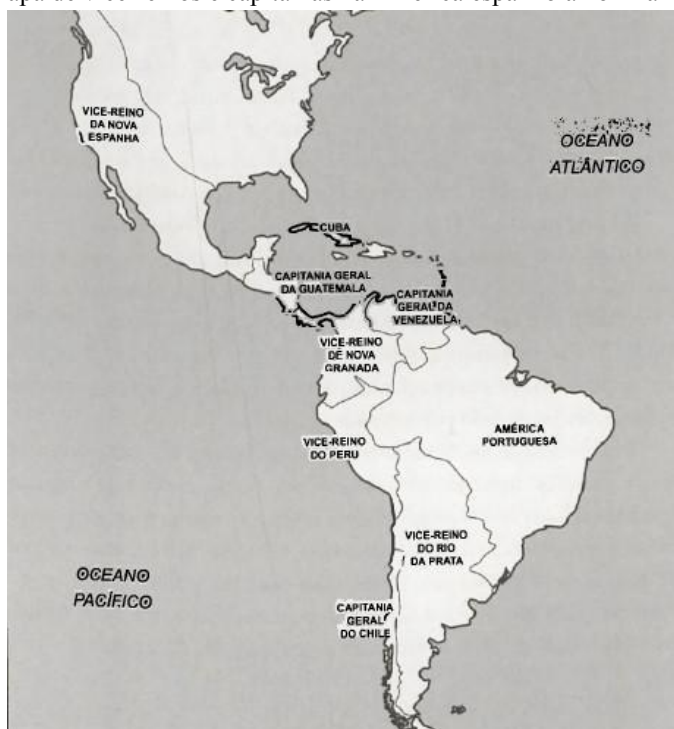 VICE-REINO
DA NOVA
ESPANHA
OCEANO
ATLÂNTICO
CUBA
CAPITANIA GERAL
DA GUATEMALA
CAPITANIA
GERAL DA
VENEZUELA
VICE-REINO
DE NOVA
GRANADA
AMÉRICA
PORTUGUESA
VICE-REINO
DO PERU
VICE-REINO
DO RIO
DA PRATA
OCEANO
PACÍFICO
CAPITANIA
GERAL
DO CHILE